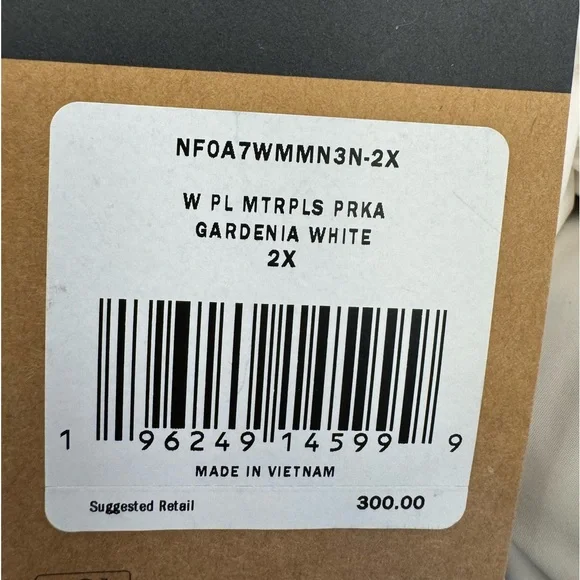 NF0A7WMMN3N-2X
W PL MTRPLS PRKA
GARDENIA WHITE
2X
1 96249 14599 9
MADE IN VIETNAM
Suggested Retail 300.00